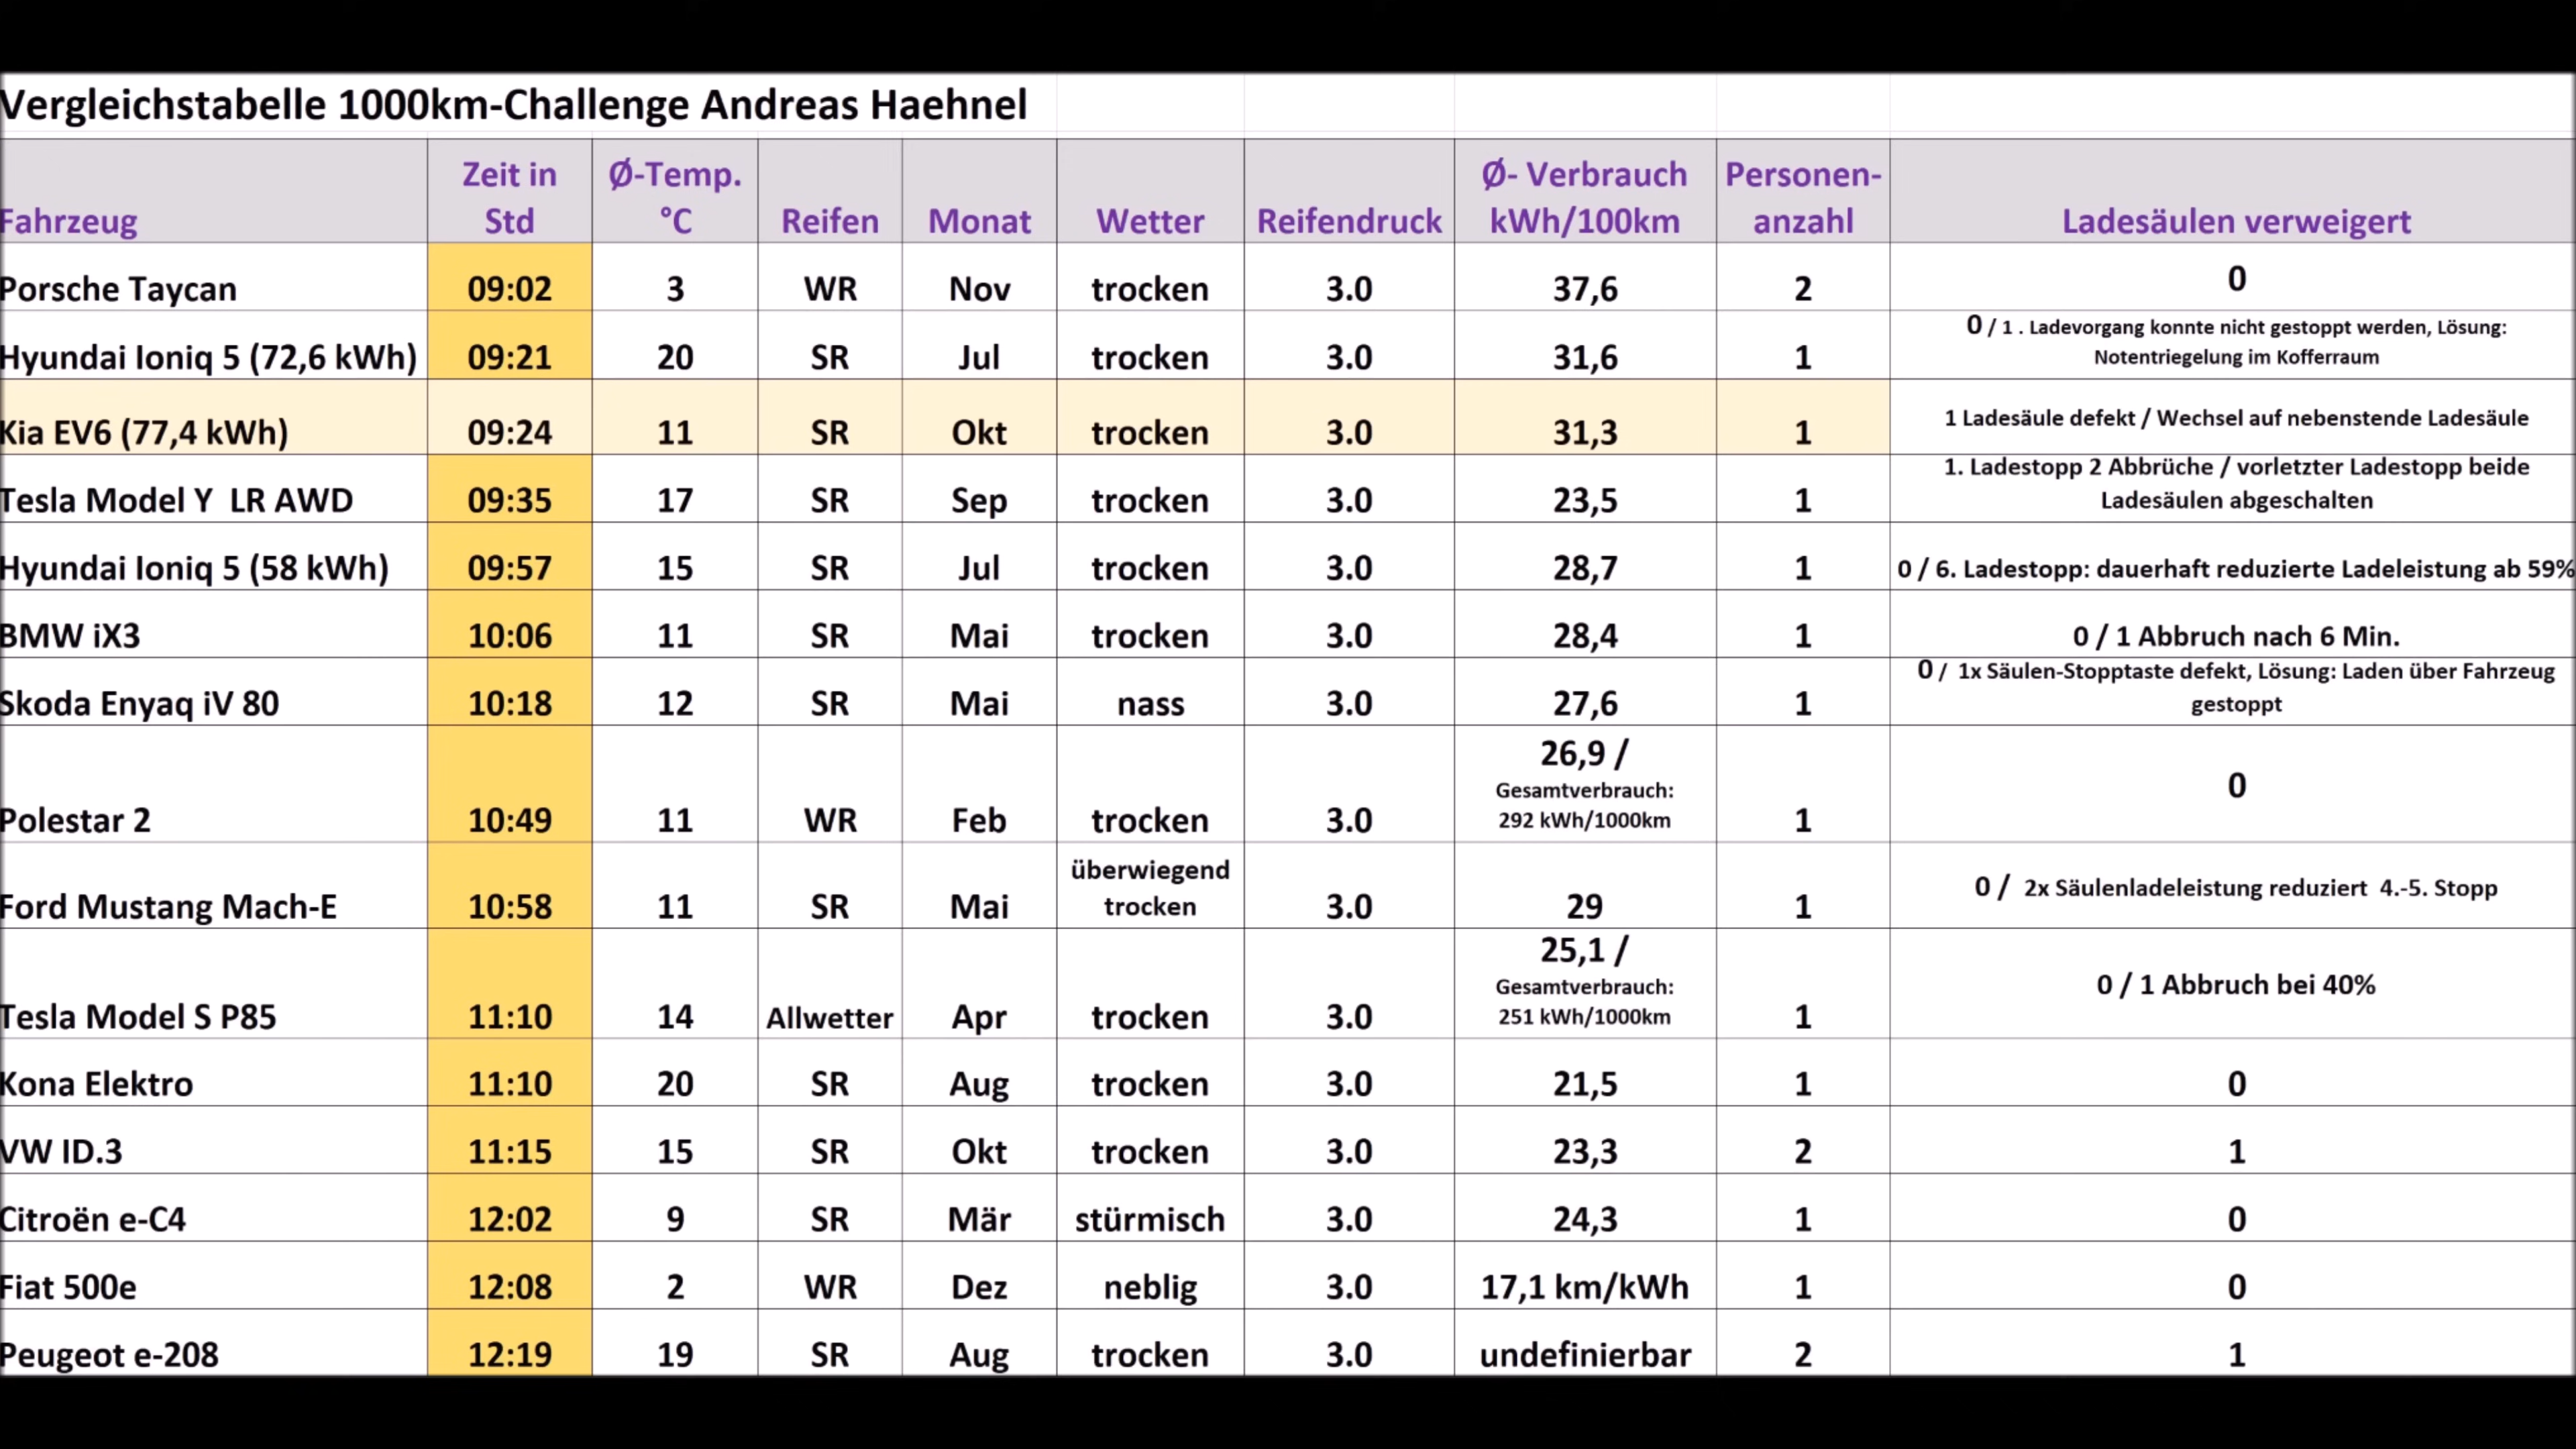 Vergleichstabelle 1000km-Challenge Andreas Haehnel
Fahrzeug Zeit in Std Ø-Temp. °C Reifen Monat Wetter Reifendruck Ø- Verbrauch kWh/100km Personen-anzahl Ladesäulen verweigert
Porsche Taycan 09:02 3 WR Nov trocken 3.0 37,6 2 0
Hyundai Ioniq 5 (72,6 kWh) 09:21 20 SR Jul trocken 3.0 31,6 1 0 / 1 . Ladevorgang konnte nicht gestoppt werden, Lösung: Notentriegelung im Kofferraum
Kia EV6 (77,4 kWh) 09:24 11 SR Okt trocken 3.0 31,3 1 1 Ladesäule defekt / Wechsel auf nebenstende Ladesäule
Tesla Model Y LR AWD 09:35 17 SR Sep trocken 3.0 23,5 1 1. Ladestopp 2 Abbrüche / vorletzter Ladestopp beide Ladesäulen abgeschalten
Hyundai Ioniq 5 (58 kWh) 09:57 15 SR Jul trocken 3.0 28,7 1 0 / 6. Ladestopp: dauerhaft reduzierte Ladeleistung ab 59%
BMW iX3 10:06 11 SR Mai trocken 3.0 28,4 1 0 / 1 Abbruch nach 6 Min.
Skoda Enyaq iV 80 10:18 12 SR Mai nass 3.0 27,6 1 0 / 1x Säulen-Stopptaste defekt, Lösung: Laden über Fahrzeug gestoppt
Polestar 2 10:49 11 WR Feb trocken 3.0 26,9 / Gesamtverbrauch: 292 kWh/1000km 1 0
Ford Mustang Mach-E 10:58 11 SR Mai überwiegend trocken 3.0 29 1 0 / 2x Säulenladeleistung reduziert 4.-5. Stopp
Tesla Model S P85 11:10 14 Allwetter Apr trocken 3.0 25,1 / Gesamtverbrauch: 251 kWh/1000km 1 0 / 1 Abbruch bei 40%
Kona Elektro 11:10 20 SR Aug trocken 3.0 21,5 1 0
VW ID.3 11:15 15 SR Okt trocken 3.0 23,3 2 1
Citroën e-C4 12:02 9 SR Mär stürmisch 3.0 24,3 1 0
Fiat 500e 12:08 2 WR Dez neblig 3.0 17,1 km/kWh 1 0
Peugeot e-208 12:19 19 SR Aug trocken 3.0 undefinierbar 2 1